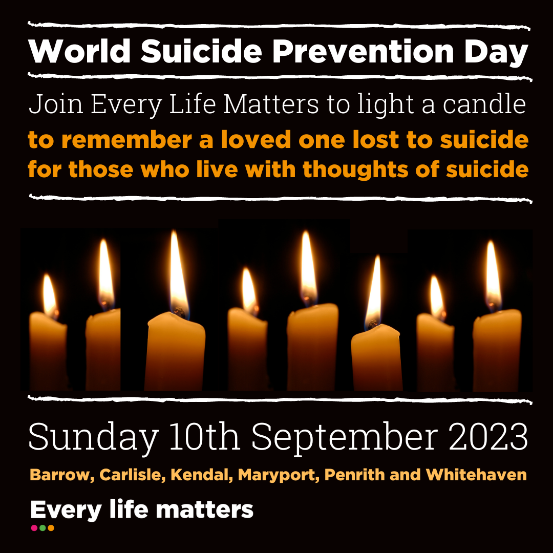 World Suicide Prevention Day
Join Every Life Matters to light a candle
to remember a loved one lost to suicide
for those who live with thoughts of suicide
Sunday 10th September 2023
Barrow, Carlisle, Kendal, Maryport, Penrith and Whitehaven
Every life matters